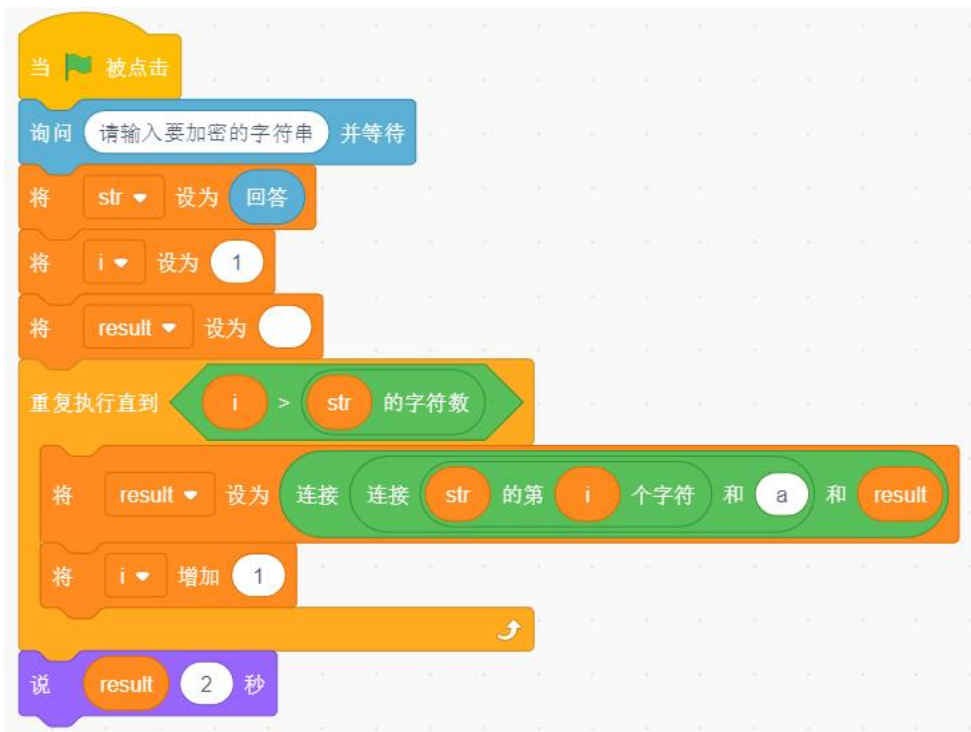 当 被点击
询问 请输入要加密的字符串 并等待
将 str 设为 回答
将 i 设为 1
将 result 设为
重复执行直到 i > str 的字符数
将 result 设为 连接 连接 str 的第 i 个字符 和 a 和 result
将 i 增加 1
说 result 2 秒